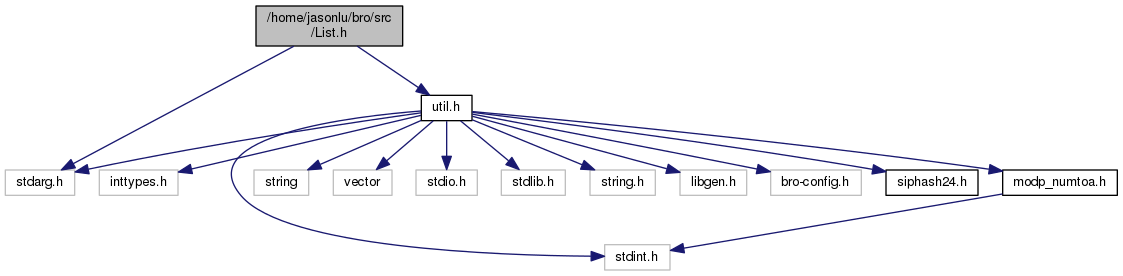 /home/jasonlu/bro/src
/List.h
util.h
stdarg.h
inttypes.h
string
vector
stdio.h
stdlib.h
string.h
libgen.h
bro-config.h
siphash24.h
modp_numtoa.h
stdint.h